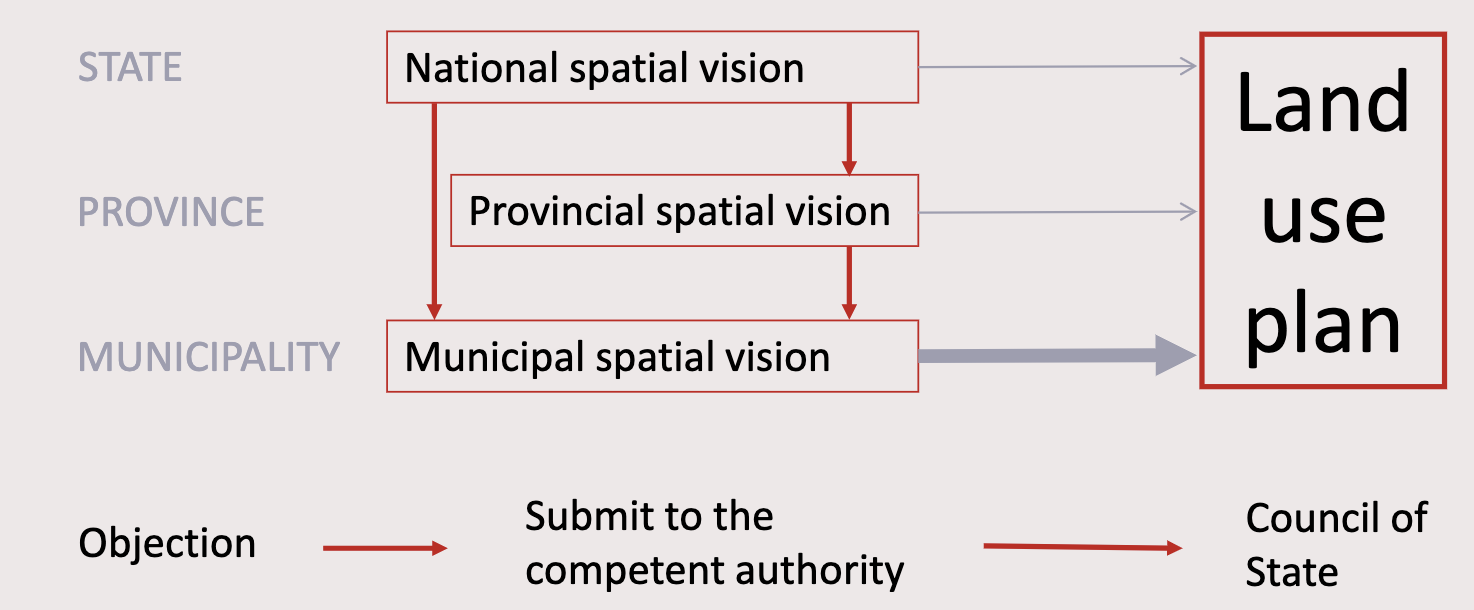 STATE
National spatial vision
PROVINCE
Provincial spatial vision
MUNICIPALITY
Municipal spatial vision
Land
use
plan
Objection
Submit to the
competent authority
Council of
State